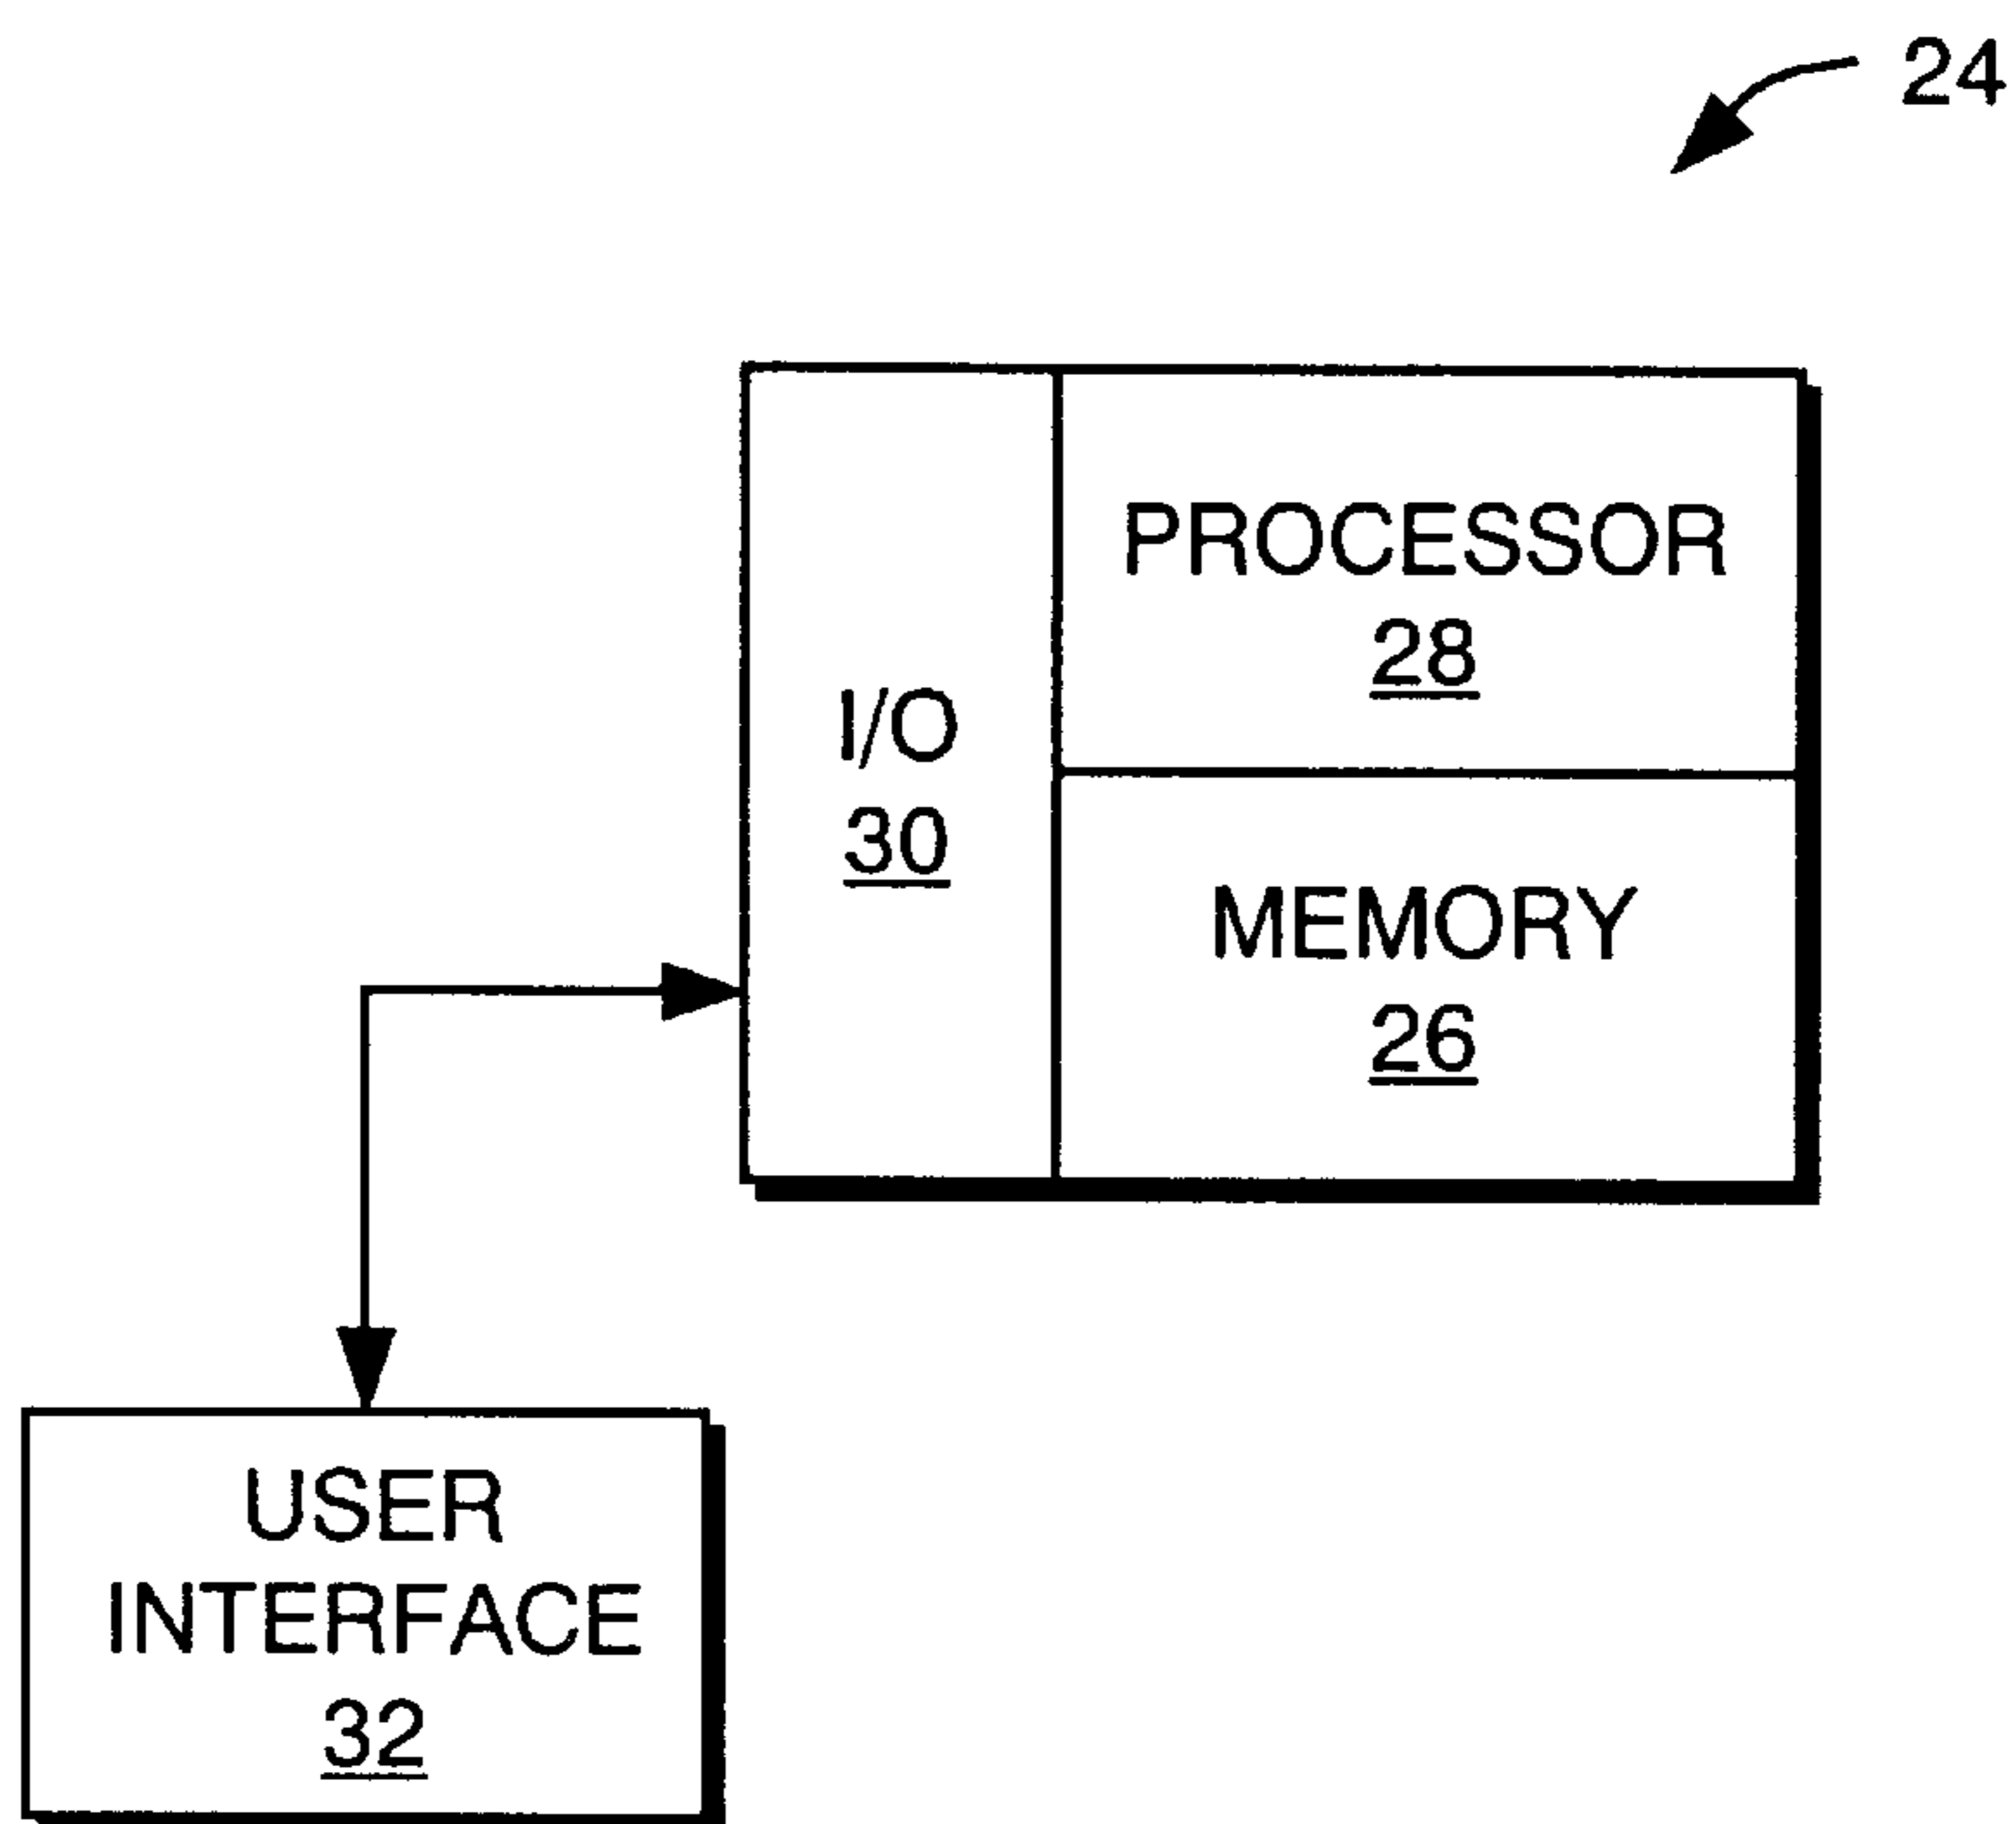 24
PROCESSOR
28
I/O
30
MEMORY
26
USER
INTERFACE
32